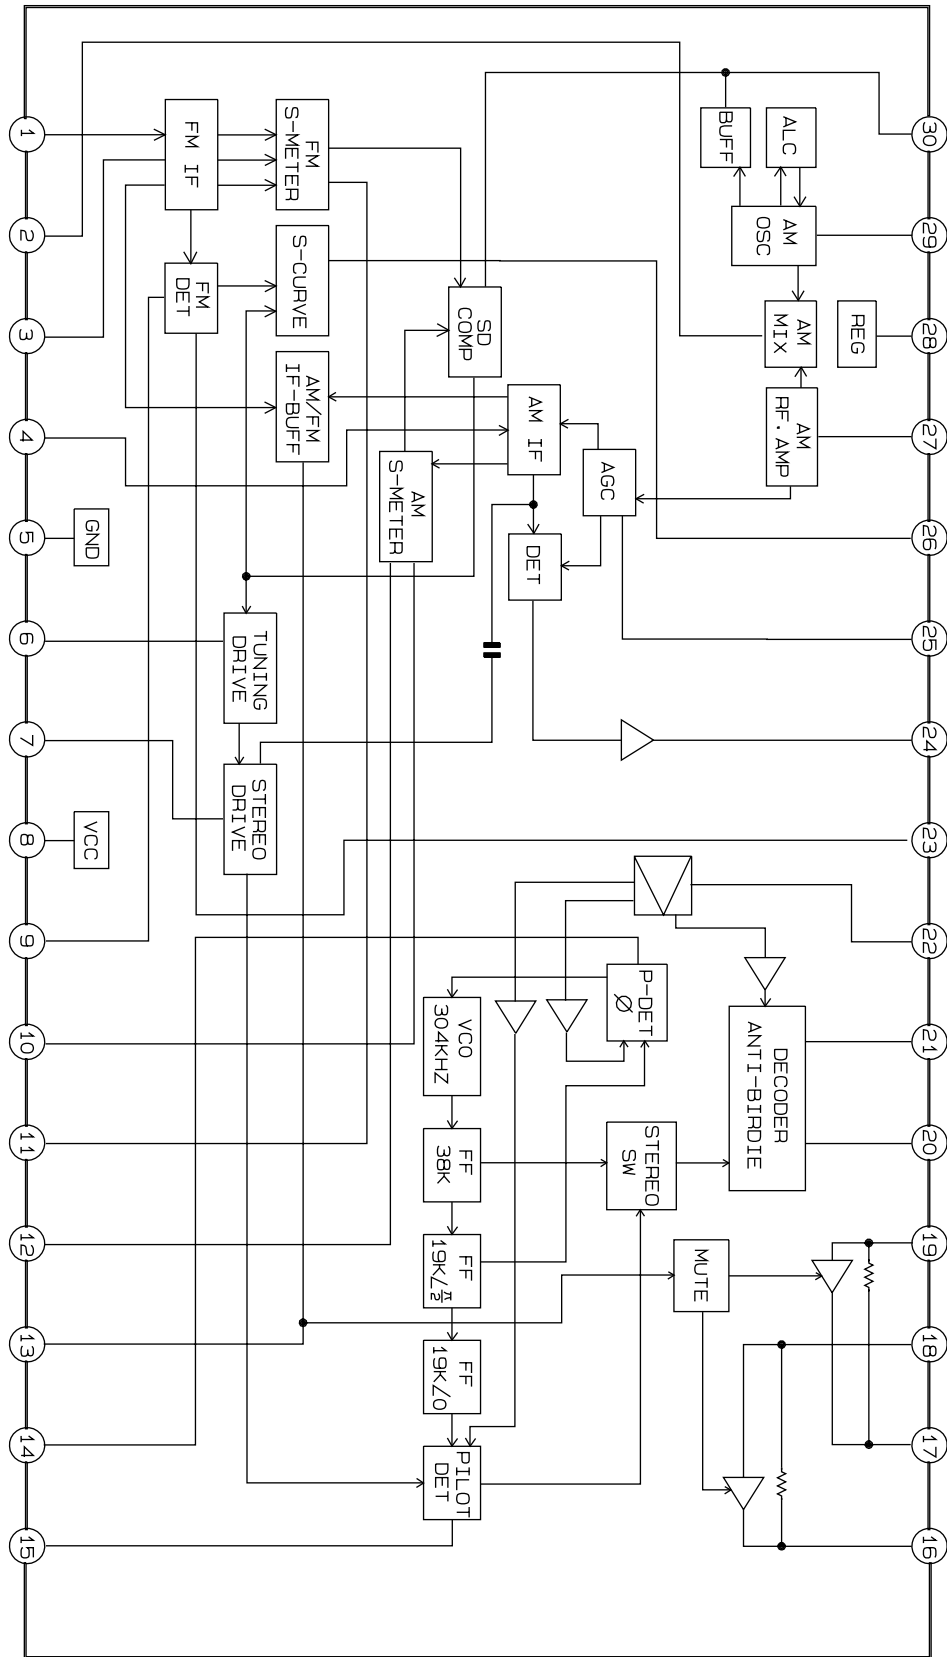 30 29 28 27 26 25 24 23 22 21 20 19 18 17 16
REG
ALC
AM
OSC
AM
MIX
AM
RF.AMP
BUFF
DECODER
ANTI-BIRDIE
MUTE
AGC
P-DET
Ø
STEREO
SW
AM IF
DET
SD
COMP
VCO
304KHZ
FF
38K
FF
19K/π/2
FF
19K/0
PILOT
DET
AM
S-METER
FM
S-METER
S-CURVE
AM/FM
IF-BUFF
TUNING
DRIVE
STEREO
DRIVE
FM IF
FM
DET
GND
VCC
1 2 3 4 5 6 7 8 9 10 11 12 13 14 15